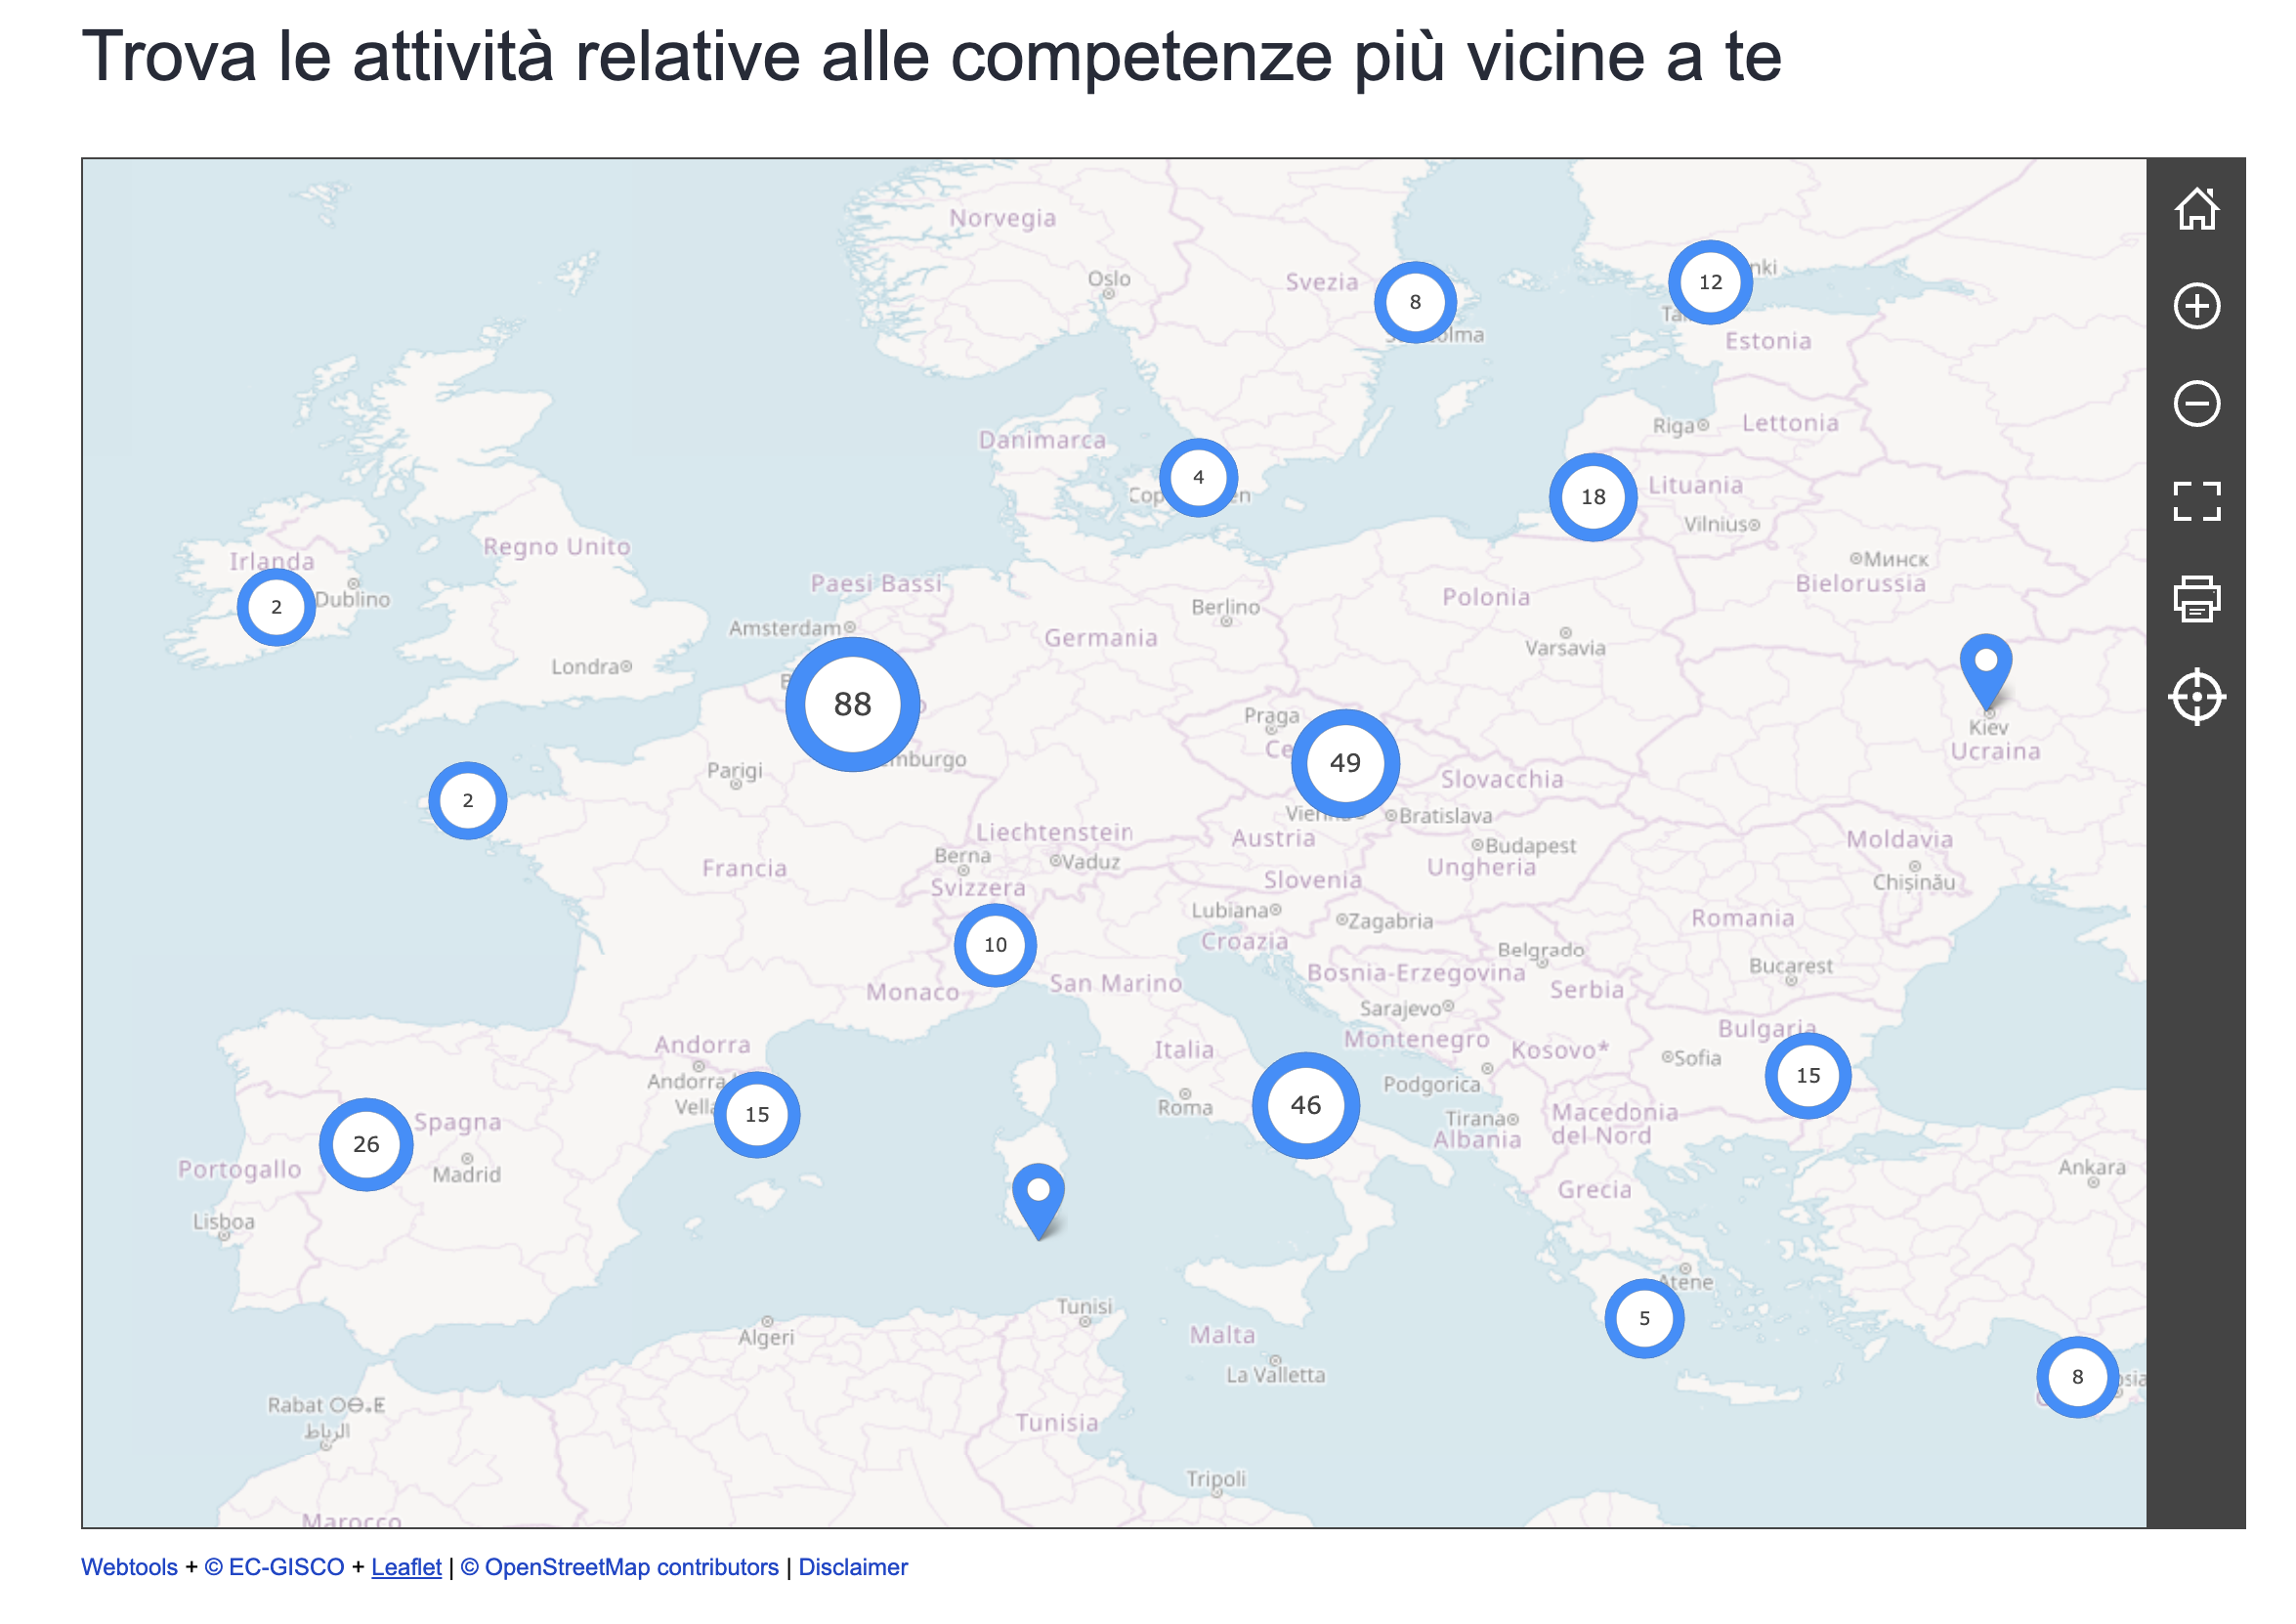 Trova le attività relative alle competenze più vicine a te
Norvegia
Oslo
Svezia
8
12
Estonia
Danimarca
Riga
Lettonia
4
18
Lituania
Vilnius
Irlanda
Regno Unito
Минск
Bielorussia
Paesi Bassi
Polonia
2
Dublino
Berlino
Amsterdam
Germania
Varsavia
Londra
88
Praga
Kiev
Ucraina
49
Parigi
Slovacchia
2
Bratislava
Liechtenstein
Austria
Moldavia
Budapest
Berna
Vaduz
Francia
Ungheria
Svizzera
Slovenia
Chișinău
Lubiana
Zagabria
Romania
10
Croazia
Belgrado
Bosnia-Erzegovina
Bucarest
Monaco
San Marino
Serbia
Sarajevo
Bulgaria
Andorra
Italia
Montenegro
Kosovo*
Sofia
Andorra
15
Podgorica
46
15
Roma
Spagna
Tirana
Macedonia
del Nord
26
Albania
Portogallo
Madrid
Ankara
Grecia
Lisboa
Atene
Tunisi
5
Algeri
Malta
La Valletta
8
Rabat ⵔⴱⴰⵟ
الرباط
Tunisia
Tripoli
Marocco
Webtools + © EC-GISCO + Leaflet | © OpenStreetMap contributors | Disclaimer